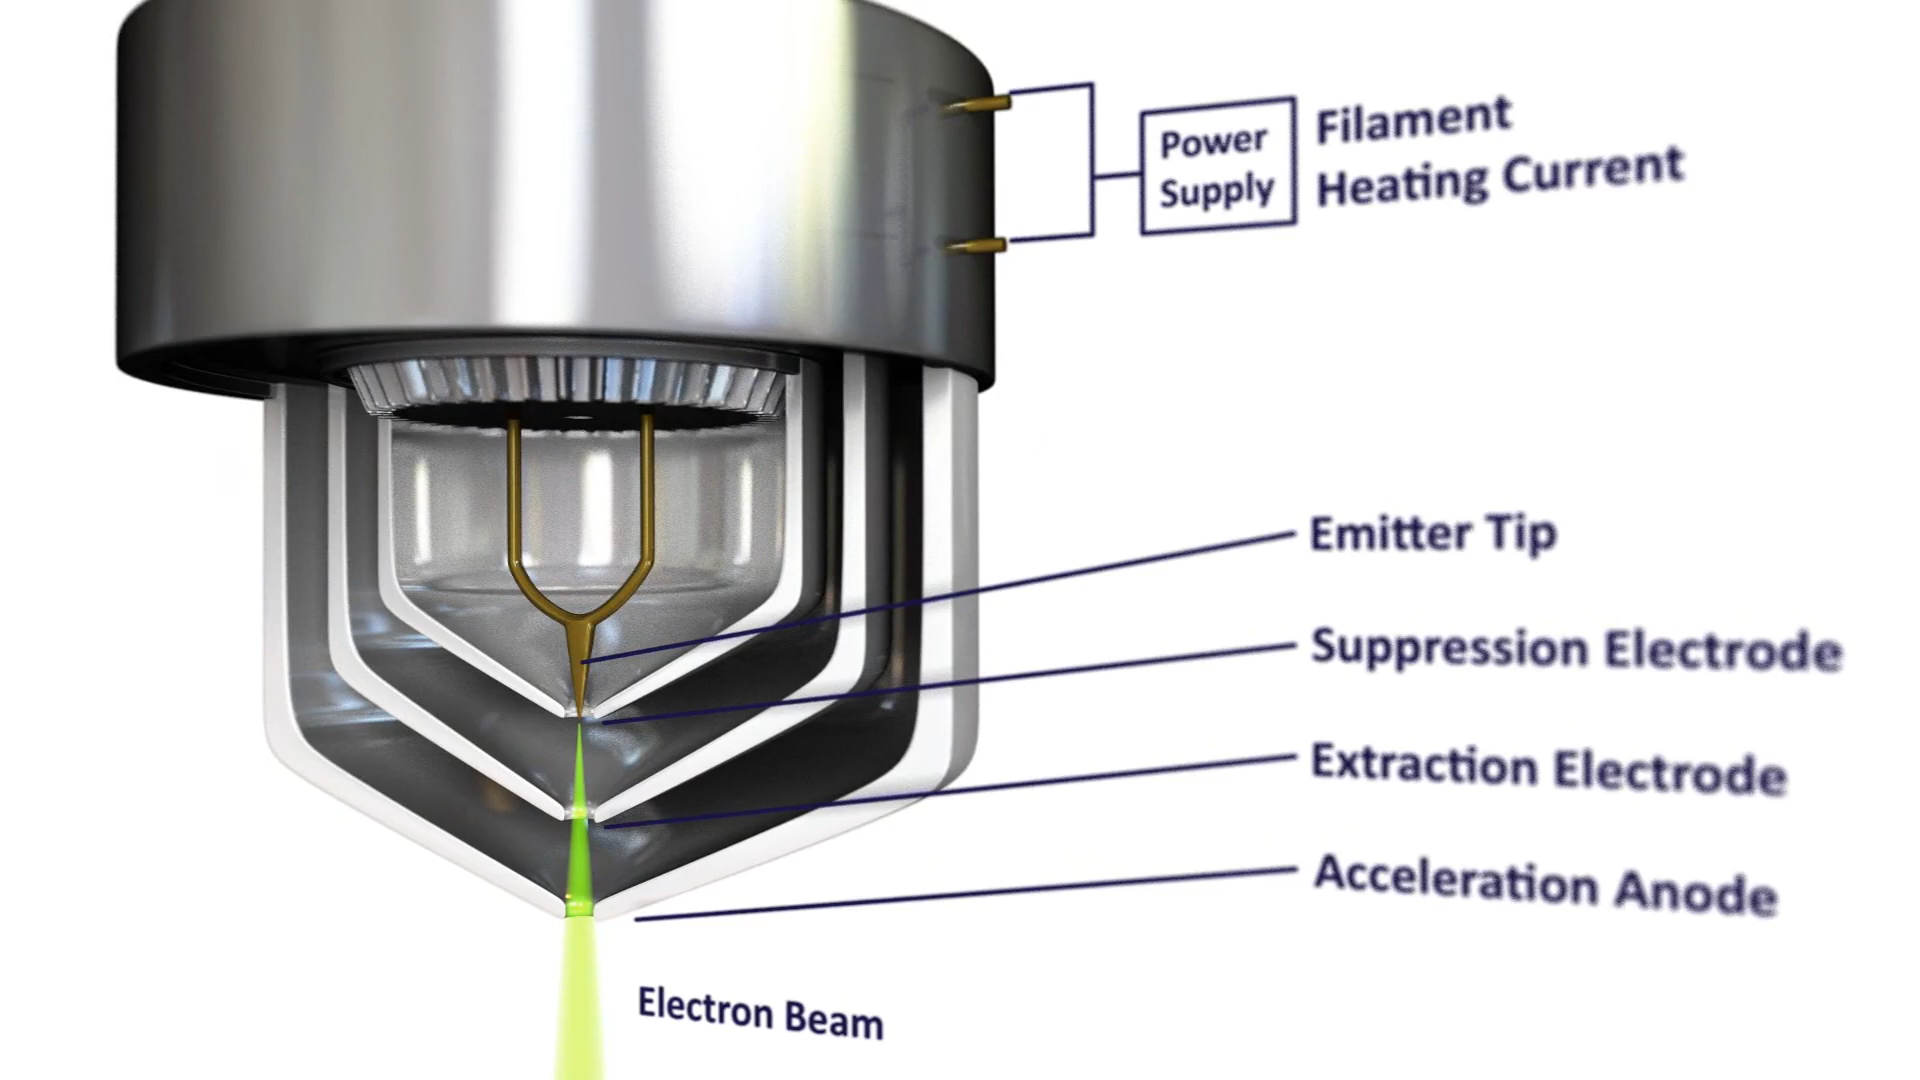 Power
Supply
Filament
Heating Current
Emitter Tip
Suppression Electrode
Extraction Electrode
Acceleration Anode
Electron Beam